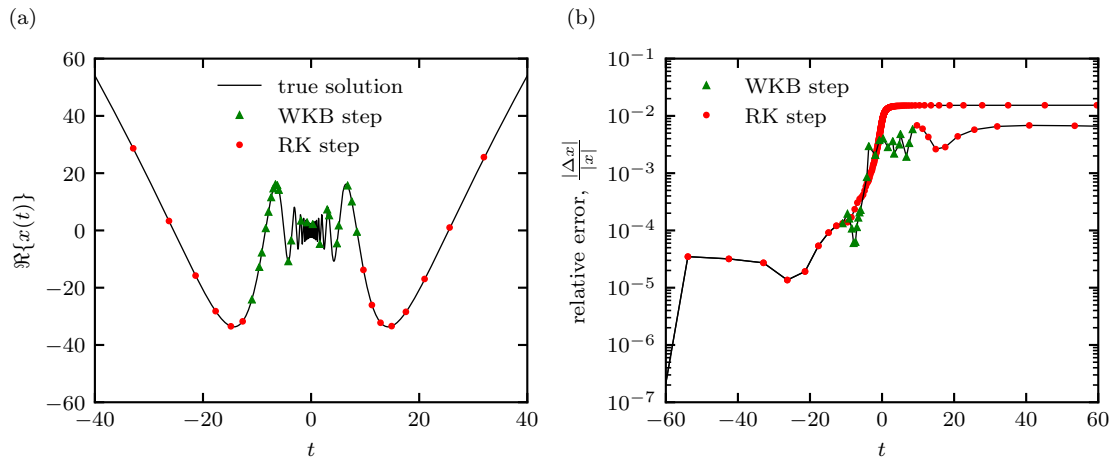 (a)
(b)
true solution
WKB step
RK step
60
40
20
0
−20
−40
−60
−40
−20
0
20
40
t
ℜ{x(t)}
WKB step
RK step
10−1
10−2
10−3
10−4
10−5
10−6
10−7
−60
−40
−20
0
20
40
60
t
relative error, |Δx|/|x|